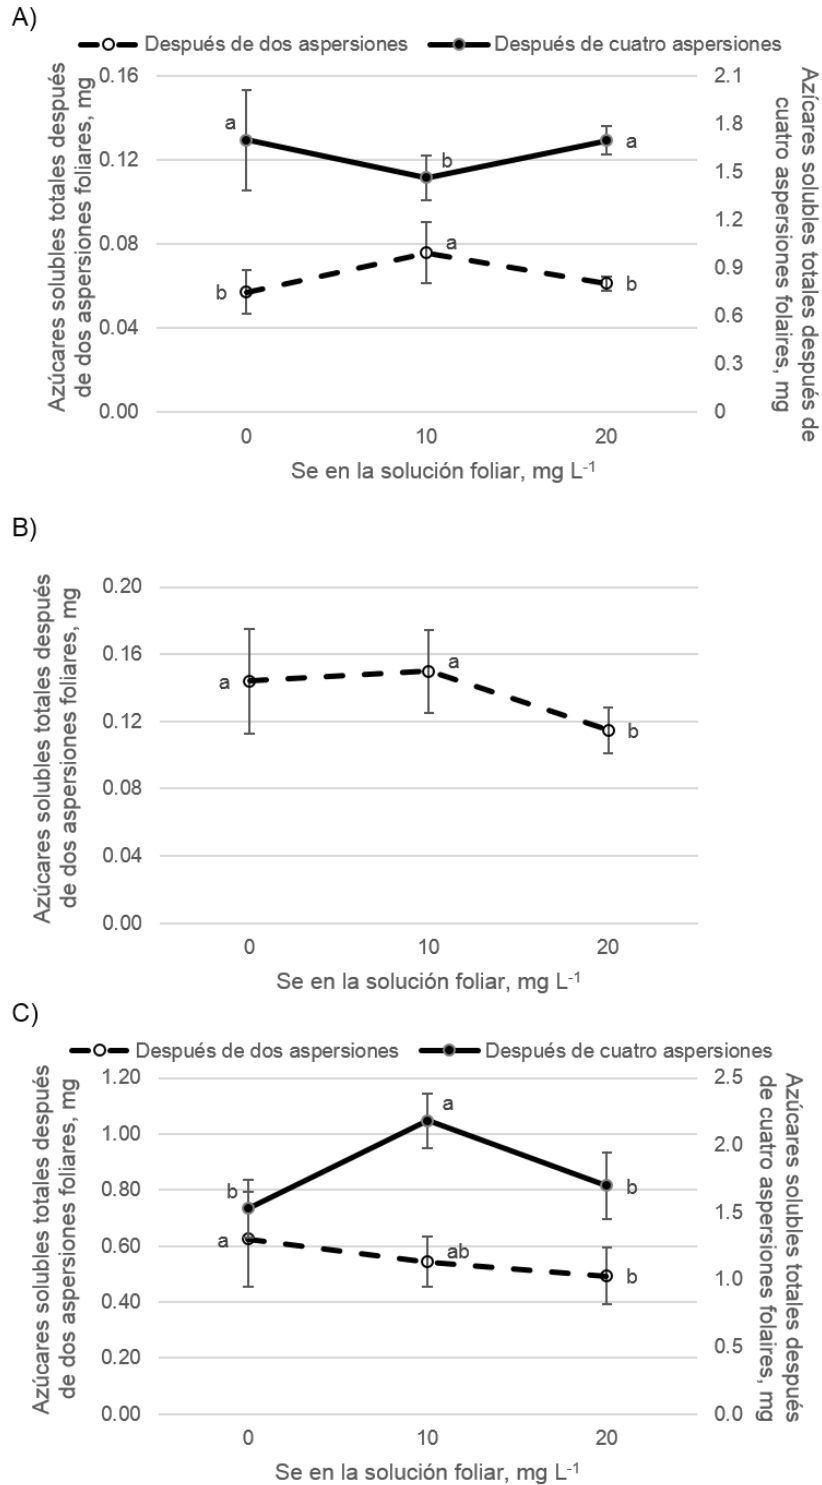 A)
Después de dos aspersiones Después de cuatro aspersiones
Azúcares solubles totales después
de dos aspersiones foliares, mg
0.16
0.12
0.08
0.04
0.00
2.1
1.8
1.5
1.2
0.9
0.6
0.3
0
Azícares solubles totales después de
cuatro aspersiones folaires, mg
a
b
a
b
a
b
0 10 20
Se en la solución foliar, mg L-1
B)
Azúcares solubles totales después
de dos aspersiones foliares, mg
0.20
0.16
0.12
0.08
0.04
0.00
a
a
b
0 10 20
Se en la solución foliar, mg L-1
C)
Después de dos aspersiones Después de cuatro aspersiones
Azúcares solubles totales después
de dos aspersiones foliares, mg
1.20
1.00
0.80
0.60
0.40
0.20
0.00
2.5
2.0
1.5
1.0
0.5
0.0
Azúcares solubles totales después
de cuatro aspersiones folaires, mg
b
a
b
a
ab
b
0 10 20
Se en la solución foliar, mg L-1